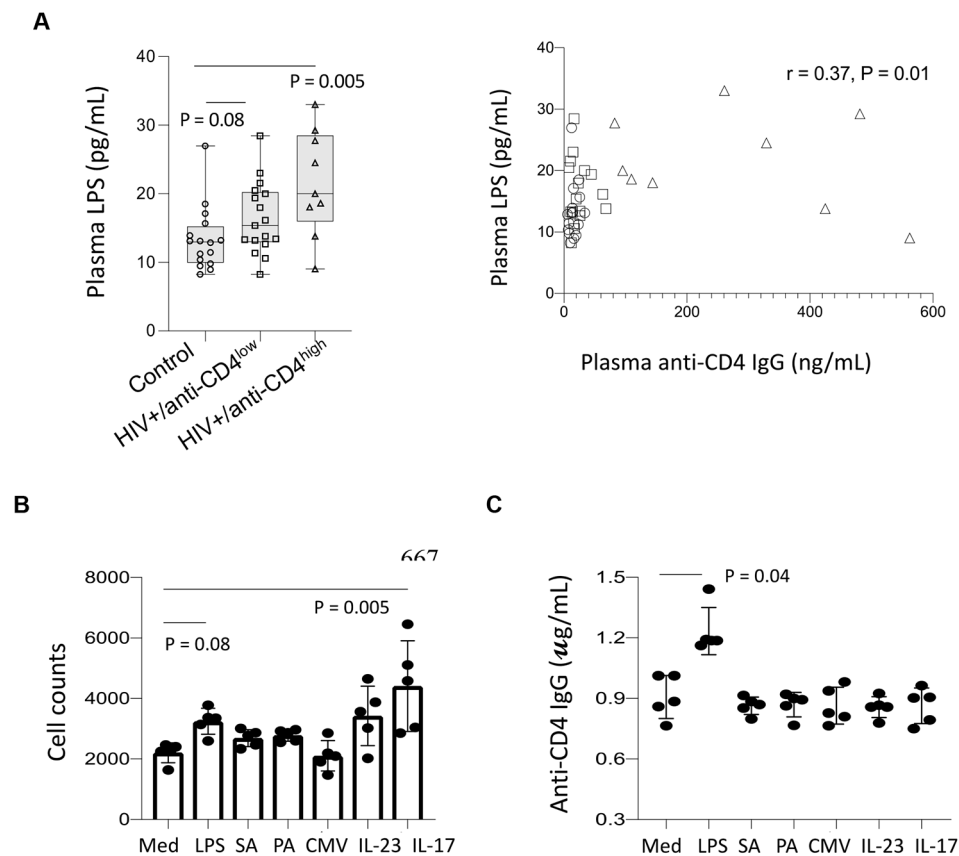 A
Plasma LPS (pg/mL)
40
30
20
10
0
P = 0.08
P = 0.005
Control
HIV+/anti-CD4low
HIV+/anti-CD4high
Plasma LPS (pg/mL)
40
30
20
10
0
r = 0.37, P = 0.01
0 200 400 600
Plasma anti-CD4 IgG (ng/mL)
B
667
Cell counts
8000
6000
4000
2000
0
P = 0.005
P = 0.08
Med LPS SA PA CMV IL-23 IL-17
C
Anti-CD4 IgG (ug/mL)
1.5
1.2
0.9
0.6
0.3
P = 0.04
Med LPS SA PA CMV IL-23 IL-17